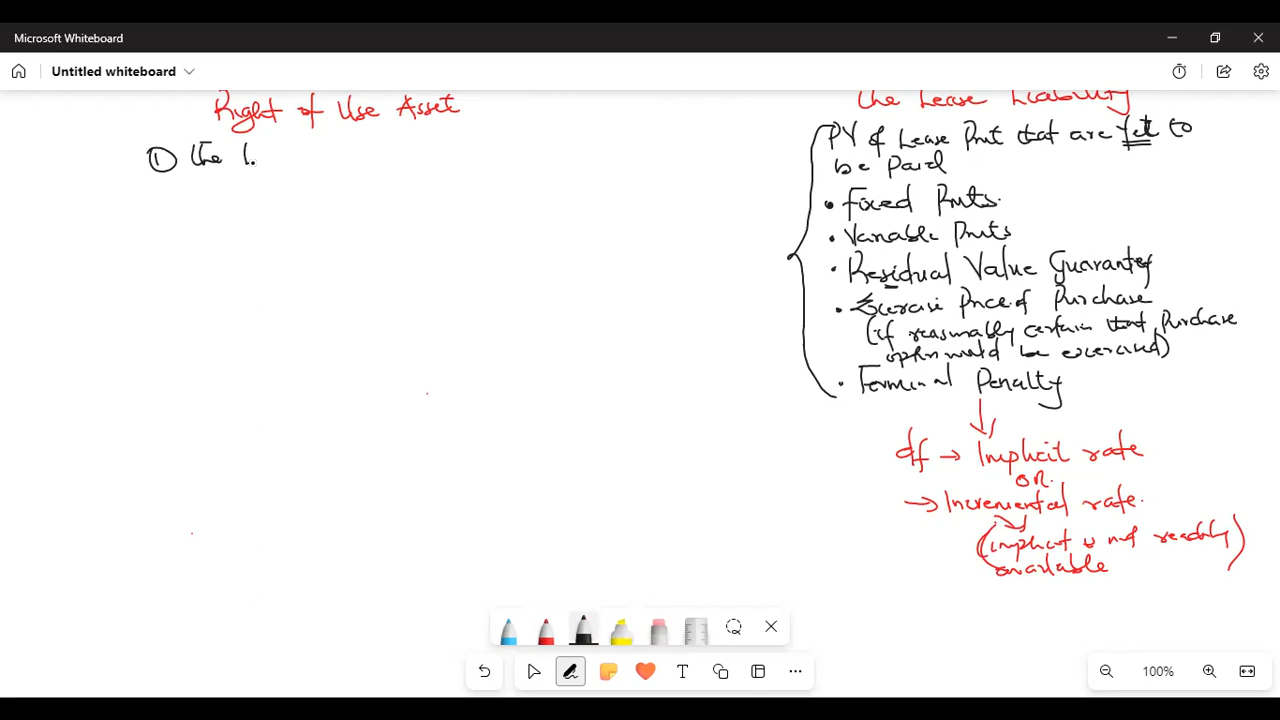 Microsoft Whiteboard
Untitled whiteboard
Right of Use Asset
① The l
The Lease Liability
PV of Lease Pmt that are Yet to
be Paid
• Fixed Pmts.
• Variable Pmts
• Residual Value Guarantey
• Exercise Price of Purchase
(if reasonably certain that Purchase
option would be exercised)
• Terminal Penalty
df → Implicit rate
OR.
→ Incremental rate.
(implicit is not readily
available)
100%